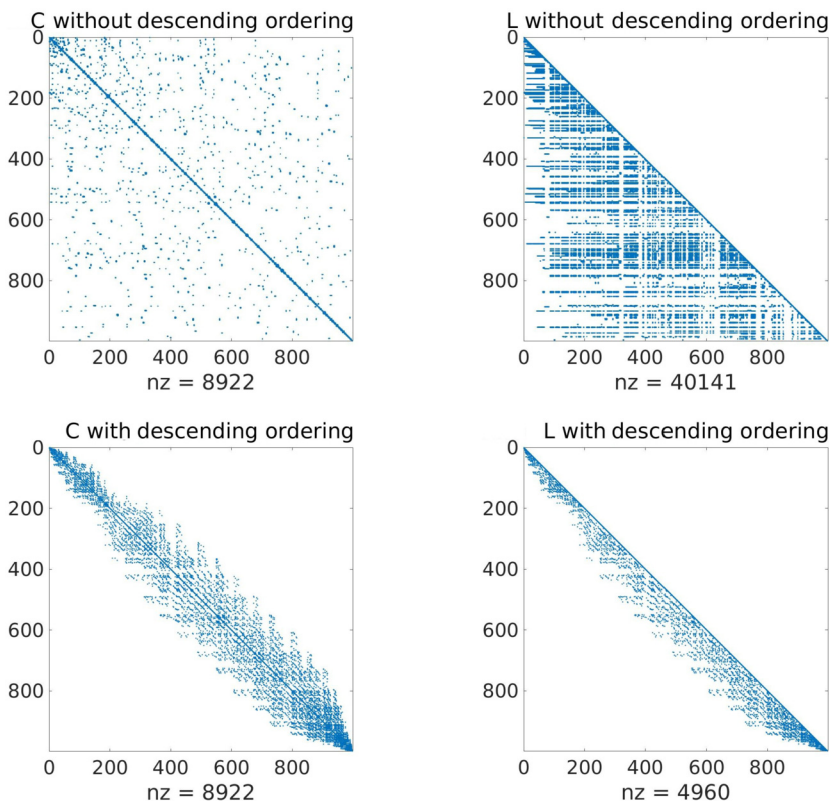 C without descending ordering
0
200
400
600
800
0 200 400 600 800
nz = 8922
L without descending ordering
0
200
400
600
800
0 200 400 600 800
nz = 40141
C with descending ordering
0
200
400
600
800
0 200 400 600 800
nz = 8922
L with descending ordering
0
200
400
600
800
0 200 400 600 800
nz = 4960